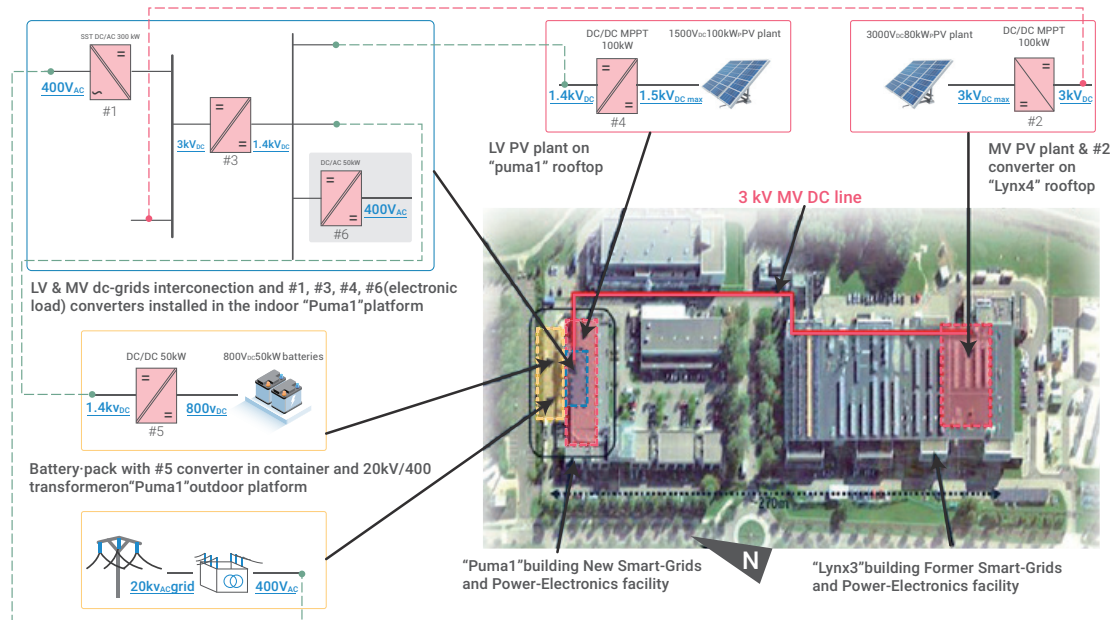 SST DC/AC 300 kW
400VAC
#1
3kVDC
#3
1.4kVDC
DC/AC 50kW
400VAC
#6
LV & MV dc-grids interconection and #1, #3, #4, #6(electronic
load) converters installed in the indoor “Puma1”platform
DC/DC MPPT
100kW
1500VDC100kWPPV plant
1.4kVDC
1.5kVDC max
#4
LV PV plant on
“puma1” rooftop
3000VDC80kWPPV plant
DC/DC MPPT
100kW
3kVDC max
3kVDC
#2
MV PV plant & #2
converter on
“Lynx4” rooftop
3 kV MV DC line
DC/DC 50kW
800VDC50kW batteries
1.4kvDC
800vDC
#5
Battery-pack with #5 converter in container and 20kV/400
transformeron“Puma1”outdoor platform
20kvACgrid
400VAC
~270m
N
“Puma1”building New Smart-Grids
and Power-Electronics facility
“Lynx3”building Former Smart-Grids
and Power-Electronics facility